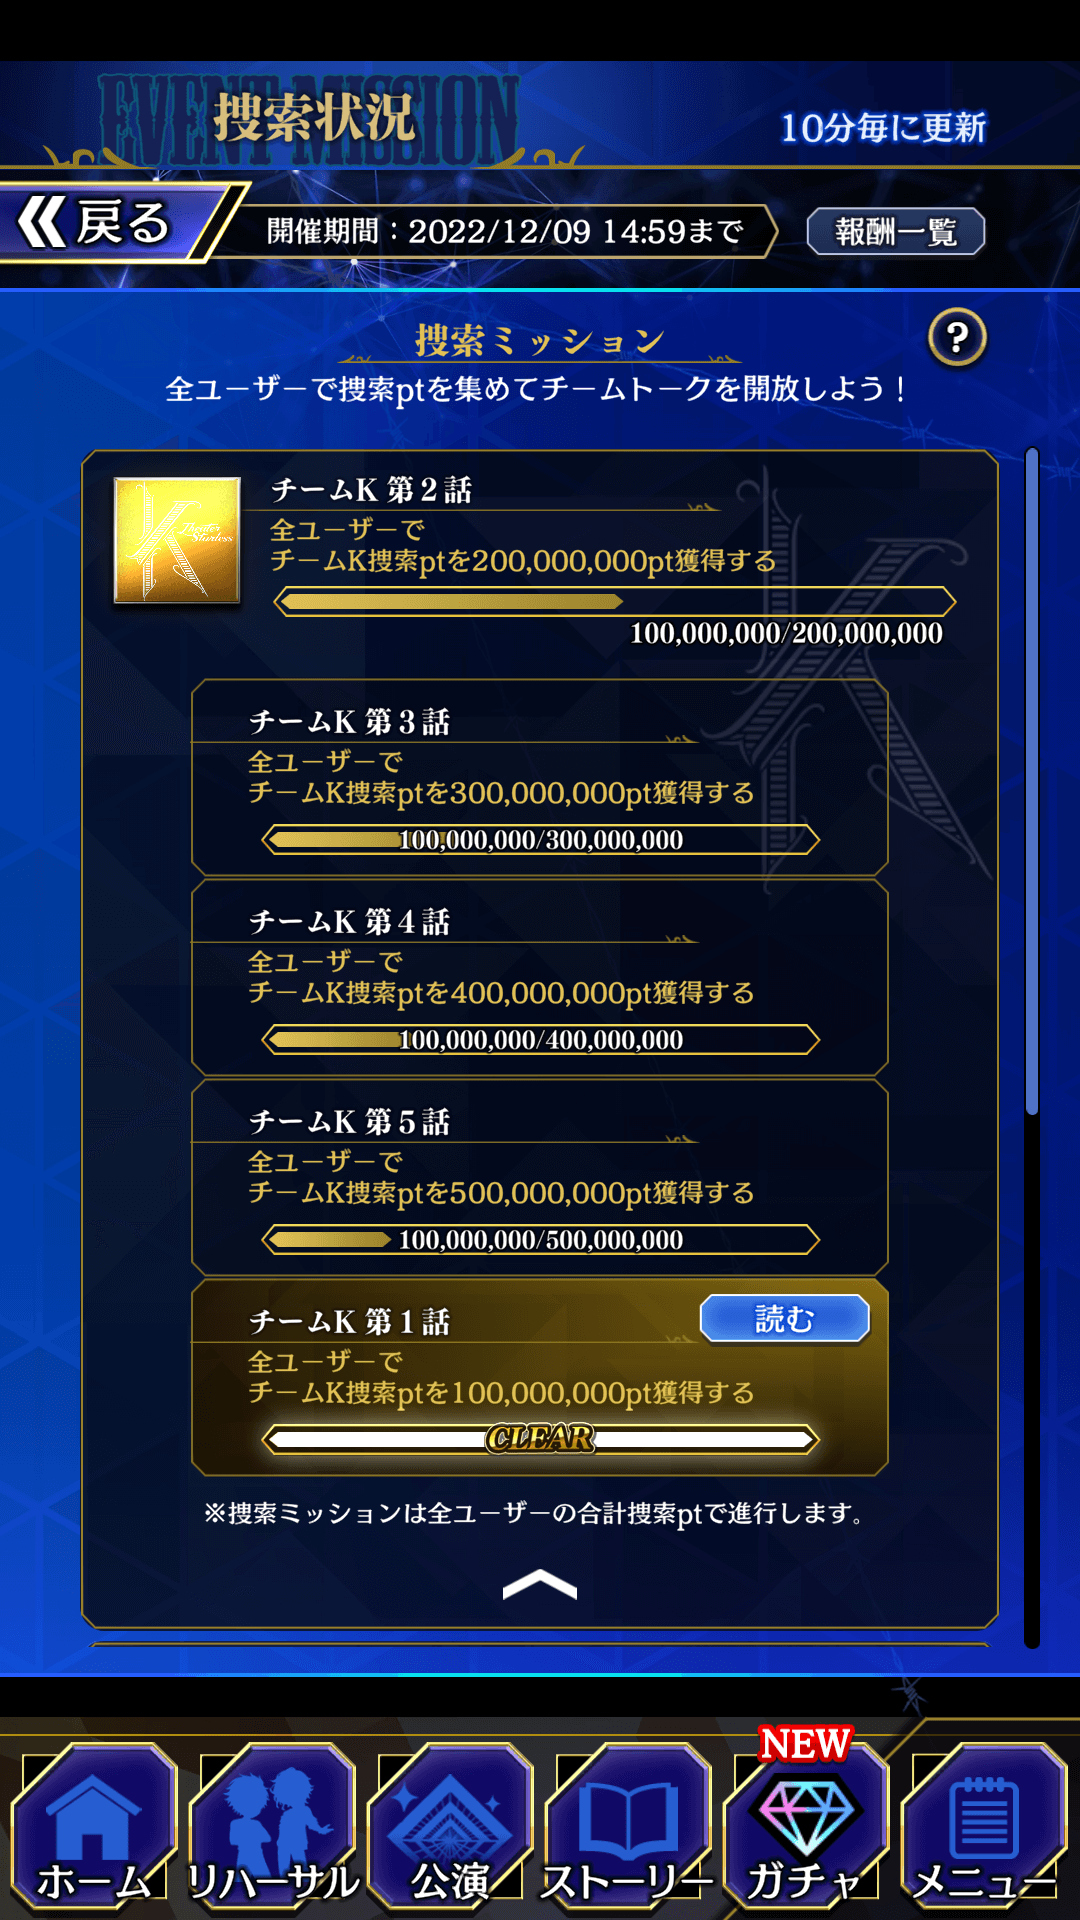 EVENT MISSION
捜索状況
10分毎に更新
戻る
開催期間：2022/12/09 14:59まで
報酬一覧
捜索ミッション
?
全ユーザーで捜索ptを集めてチームトークを開放しよう！
K
チームK 第２話
全ユーザーで
チームK捜索ptを200,000,000pt獲得する
100,000,000/200,000,000
チームK 第３話
全ユーザーで
チームK捜索ptを300,000,000pt獲得する
100,000,000/300,000,000
チームK 第４話
全ユーザーで
チームK捜索ptを400,000,000pt獲得する
100,000,000/400,000,000
チームK 第５話
全ユーザーで
チームK捜索ptを500,000,000pt獲得する
100,000,000/500,000,000
チームK 第１話
読む
全ユーザーで
チームK捜索ptを100,000,000pt獲得する
CLEAR
※捜索ミッションは全ユーザーの合計捜索ptで進行します。
NEW
ホーム
リハーサル
公演
ストーリー
ガチャ
メニュー